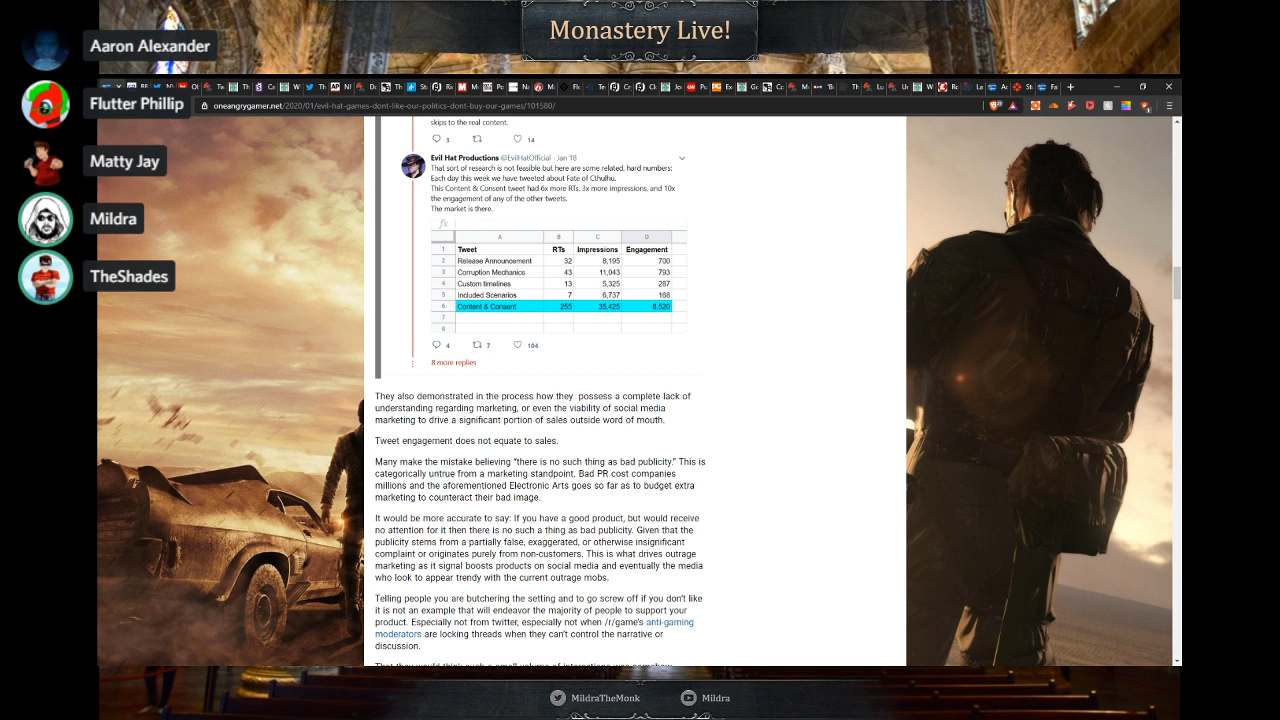 Monastery Live!
Aaron Alexander
Flutter Phillip
Matty Jay
Mildra
TheShades
oneangrygamer.net/2020/01/evil-hat-games-dont-like-our-politics-dont-buy-our-games/101580/
skips to the real content.
3 14
Evil Hat Productions @EvilHatOfficial · Jan 18
That sort of research is not feasible but here are some related, hard numbers:
Each day this week we have tweeted about Fate of Cthulhu.
This Content & Consent tweet had 6x more RTs, 3x more impressions, and 10x
the engagement of any of the other tweets.
The market is there.
fx
A B C D
1 Tweet RTs Impressions Engagement
2 Release Announcement 32 8,195 700
3 Corruption Mechanics 43 11,043 793
4 Custom timelines 13 5,325 287
5 Included Scenarios 7 6,737 168
6 Content & Consent 255 35,425 8,520
7
8
4 7 104
8 more replies
They also demonstrated in the process how they possess a complete lack of
understanding regarding marketing, or even the viability of social media
marketing to drive a significant portion of sales outside word of mouth.
Tweet engagement does not equate to sales.
Many make the mistake believing “there is no such thing as bad publicity.” This is
categorically untrue from a marketing standpoint. Bad PR cost companies
millions and the aforementioned Electronic Arts goes so far as to budget extra
marketing to counteract their bad image.
It would be more accurate to say: If you have a good product, but would receive
no attention for it then there is no such a thing as bad publicity. Given that the
publicity stems from a partially false, exaggerated, or otherwise insignificant
complaint or originates purely from non-customers. This is what drives outrage
marketing as it signal boosts products on social media and eventually the media
who look to appear trendy with the current outrage mobs.
Telling people you are butchering the setting and to go screw off if you don’t like
it is not an example that will endeavor the majority of people to support your
product. Especially not from twitter, especially not when /r/game’s anti-gaming
moderators are locking threads when they can’t control the narrative or
discussion.
MildraTheMonk Mildra